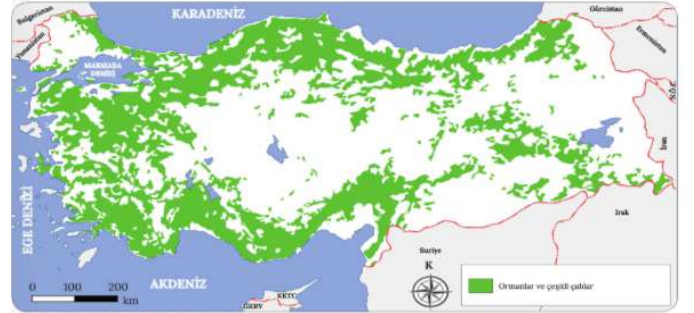 KARADENİZ
Bulgaristan
Yunanistan
MARMARA
DENİZİ
Gürcistan
Ermenistan
İran
EGE DENİZİ
AKDENİZ
Suriye
Irak
K
KKTC
GKRY
0 100 200
km
Ormanlar ve çeşitli çalılar